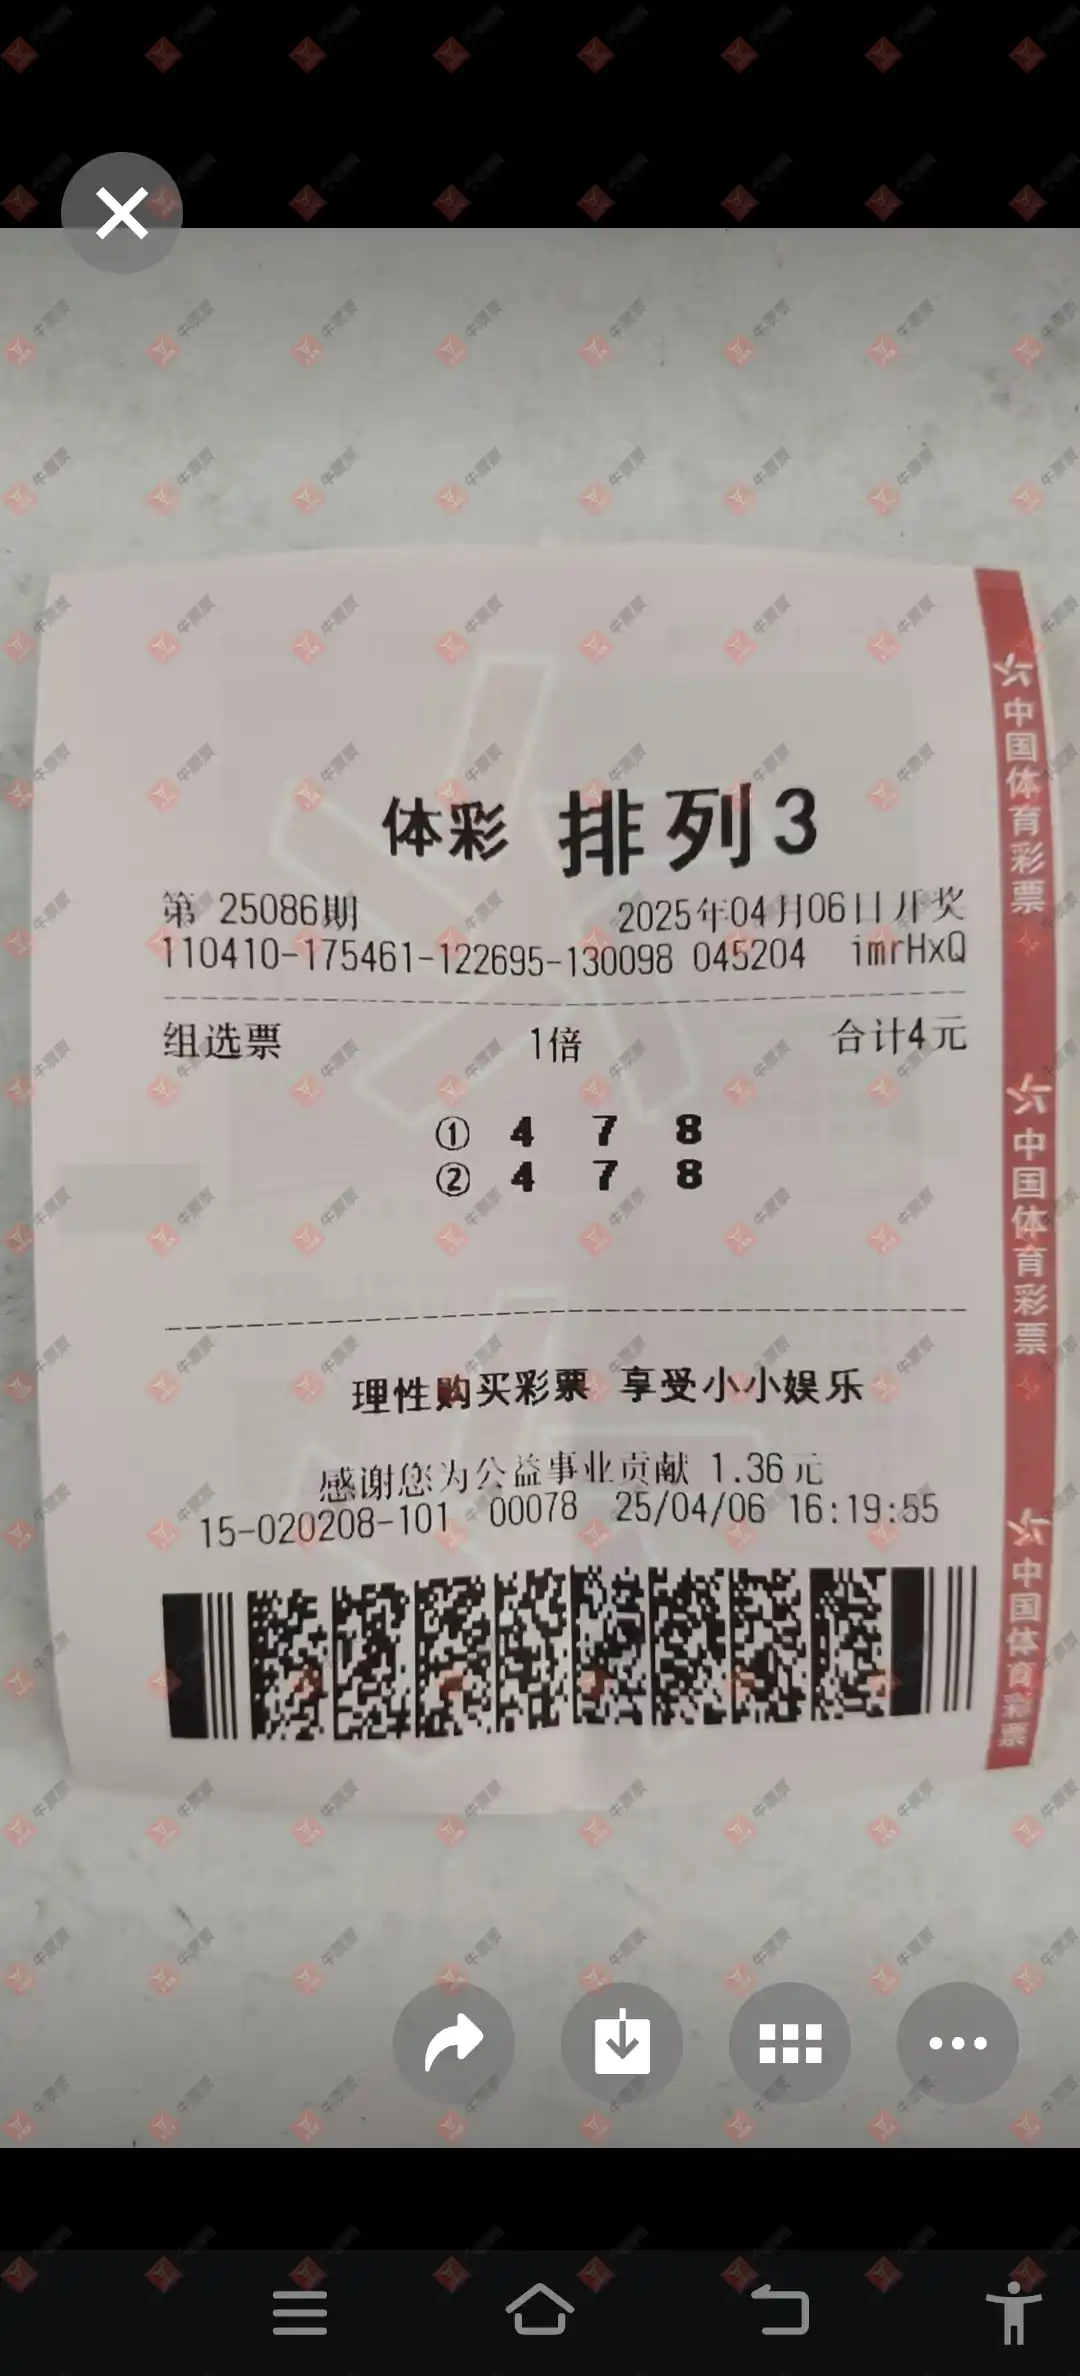 体彩 排列3
第 25086期 2025年04月06日开奖
110410-175461-122695-130098 045204 imrHxQ
组选票 1倍 合计4元
① 4 7 8
② 4 7 8
理性购买彩票 享受小小娱乐
感谢您为公益事业贡献 1.36元
15-020208-101 00078 25/04/06 16:19:55
中国体育彩票
中国体育彩票
中国体育彩票